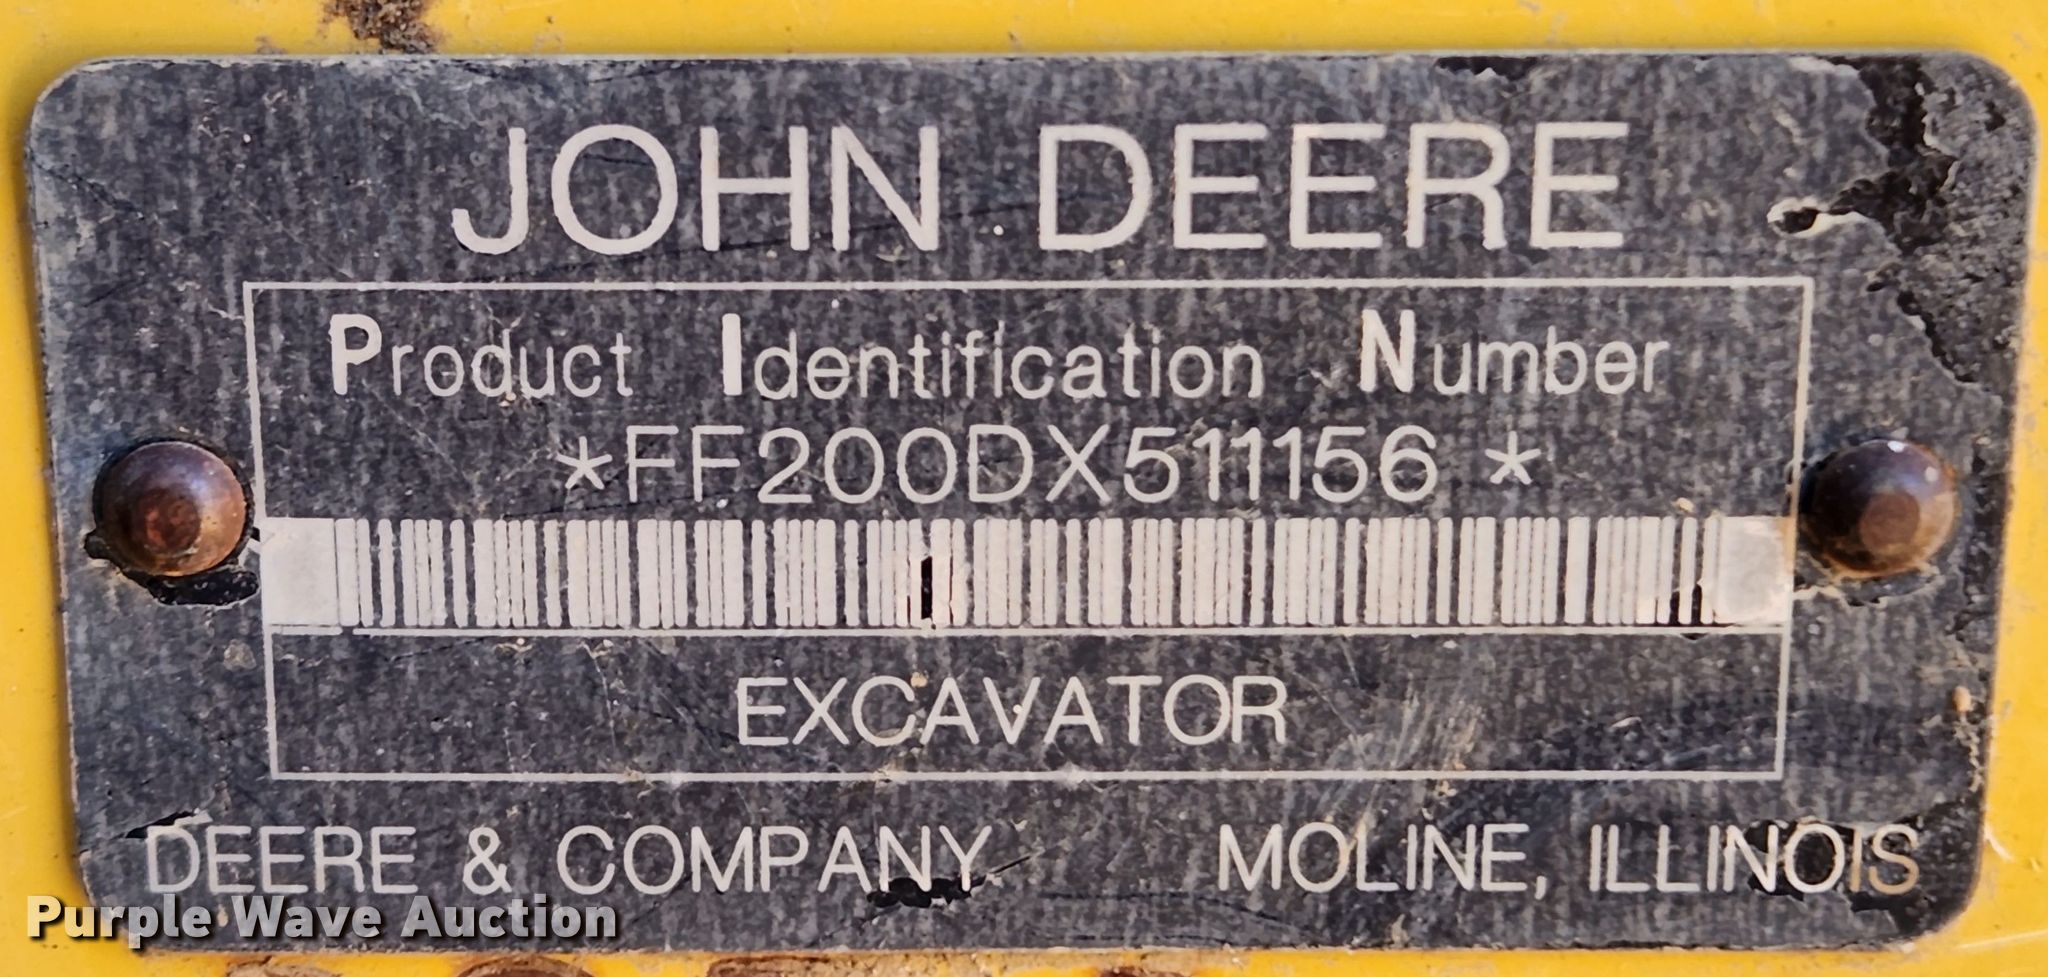 JOHN DEERE
Product Identification Number
*FF200DX511156 *
EXCAVATOR
DEERE & COMPANY MOLINE, ILLINOIS
Purple Wave Auction